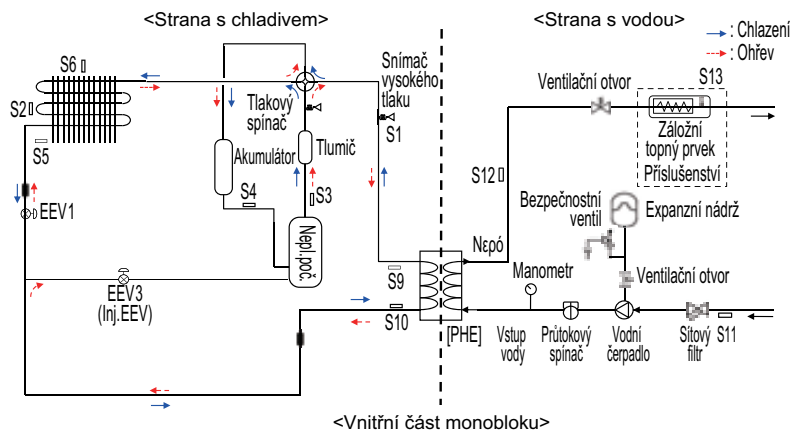 <Strana s chladivem>
<Strana s vodou>
: Chlazení
: Ohřev
S6
S2
S5
EEV1
EEV3
(Inj.EEV)
Tlakový
spínač
Akumulátor
Tlumič
S4
S3
Nepl.poč.
Snímač
vysokého
tlaku
S1
S9
S10
[PHE]
Νερό
S12
Ventilační otvor
S13
Záložní
topný prvek
Příslušenství
Bezpečnostní
ventil
Expanzní nádrž
Ventilační otvor
Manometr
Vstup
vody
Průtokový
spínač
Vodní
čerpadlo
Sítový
filtr
S11
<Vnitřní část monobloku>